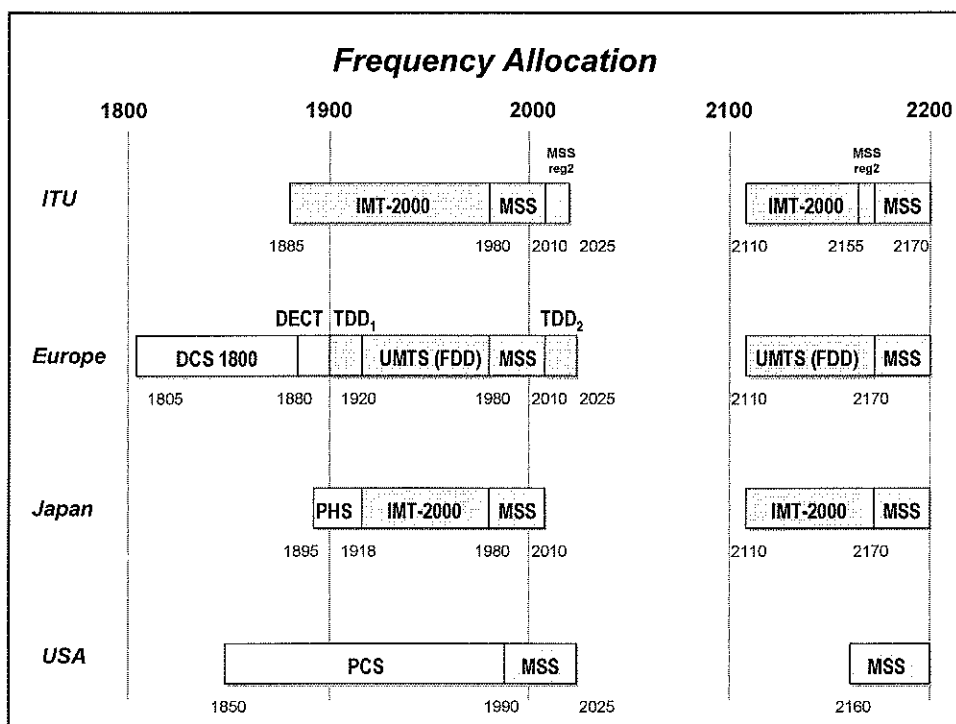 Frequency Allocation
1800 1900 2000 2100 2200
MSS reg2 MSS reg2
ITU IMT-2000 MSS IMT-2000 MSS
1885 1980 2010 2025 2110 2155 2170
DECT TDD1 TDD2
Europe DCS 1800 UMTS (FDD) MSS UMTS (FDD) MSS
1805 1880 1920 1980 2010 2025 2110 2170
Japan PHS IMT-2000 MSS IMT-2000 MSS
1895 1918 1980 2010 2110 2170
USA PCS MSS MSS
1850 1990 2025 2160